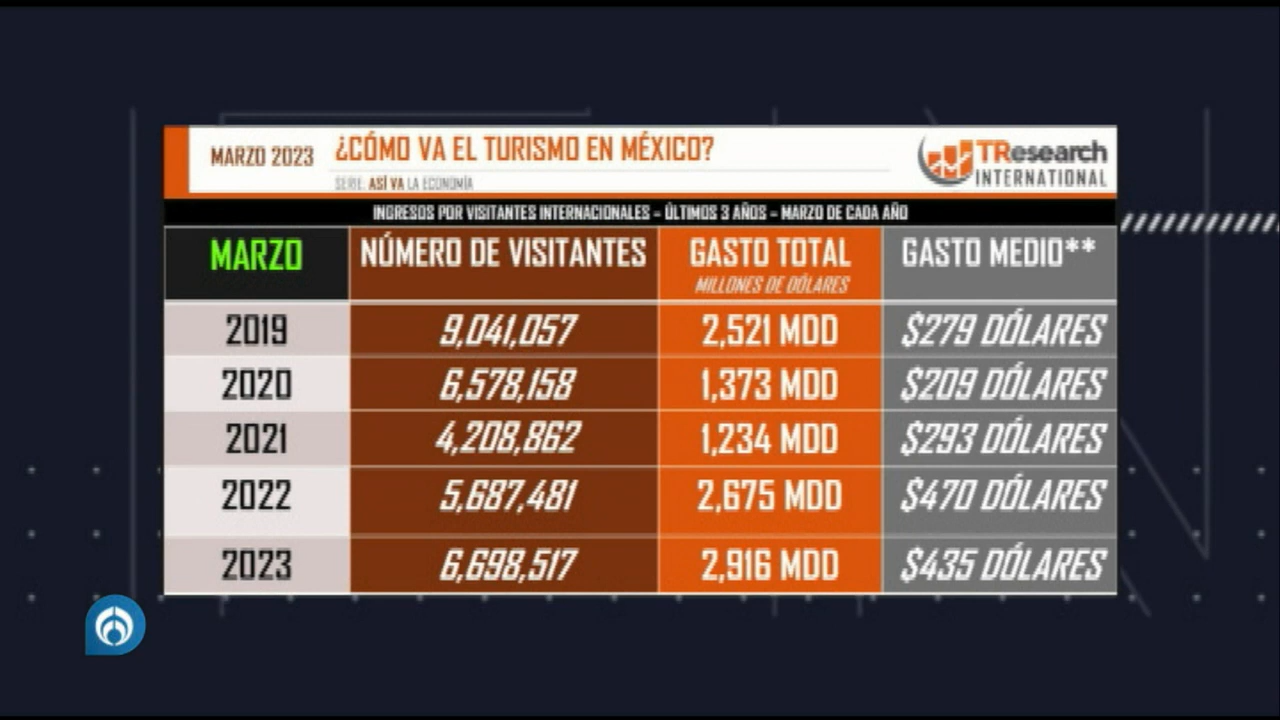 MARZO 2023
¿CÓMO VA EL TURISMO EN MÉXICO?
SERIE: ASÍ VA LA ECONOMÍA
TResearch
INTERNATIONAL
INGRESOS POR VISITANTES INTERNACIONALES - ÚLTIMOS 3 AÑOS - MARZO DE CADA AÑO
MARZO NÚMERO DE VISITANTES GASTO TOTAL GASTO MEDIO**
MILLONES DE DÓLARES
2019 9,041,057 2,521 MDD $279 DÓLARES
2020 6,578,158 1,373 MDD $209 DÓLARES
2021 4,208,862 1,234 MDD $293 DÓLARES
2022 5,687,481 2,675 MDD $470 DÓLARES
2023 6,698,517 2,916 MDD $435 DÓLARES